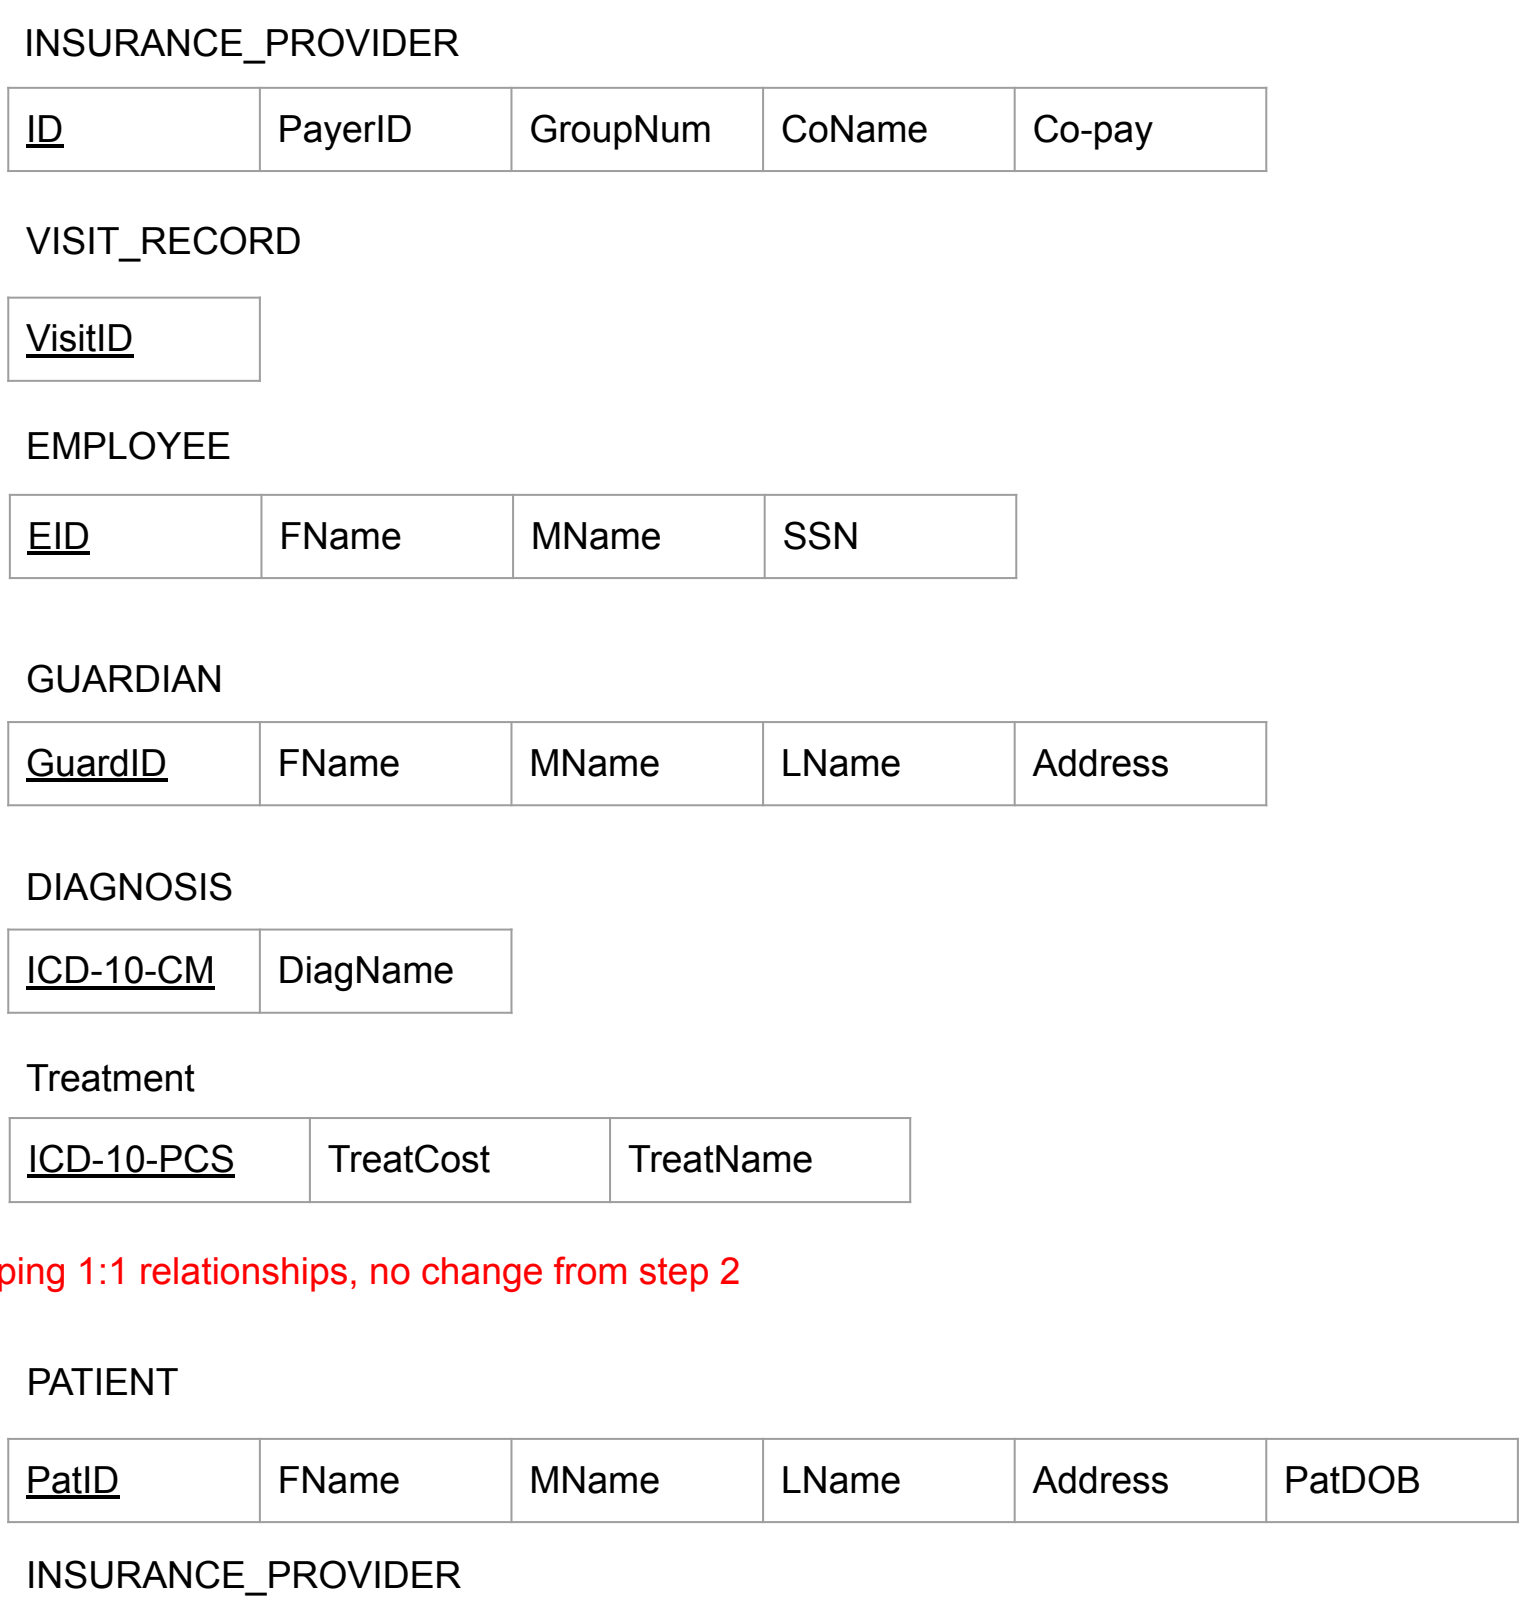 INSURANCE_PROVIDER
ID PayerID GroupNum CoName Co-pay
VISIT_RECORD
VisitID
EMPLOYEE
EID FName MName SSN
GUARDIAN
GuardID FName MName LName Address
DIAGNOSIS
ICD-10-CM DiagName
Treatment
ICD-10-PCS TreatCost TreatName
1:1 relationships, no change from step 2
PATIENT
PatID FName MName LName Address PatDOB
INSURANCE_PROVIDER